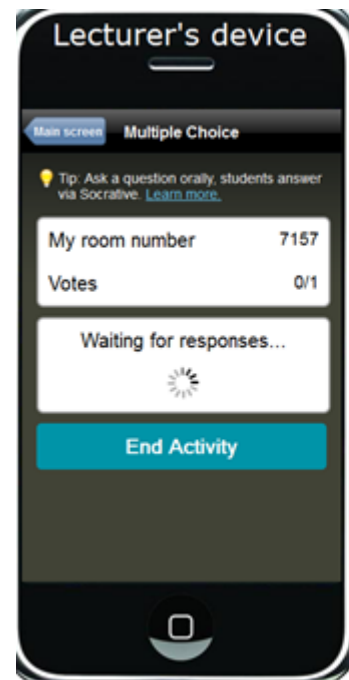 Lecturer's device
Main screen Multiple Choice
Tip: Ask a question orally, students answer
via Socrative. Learn more.
My room number 7157
Votes 0/1
Waiting for responses...
End Activity